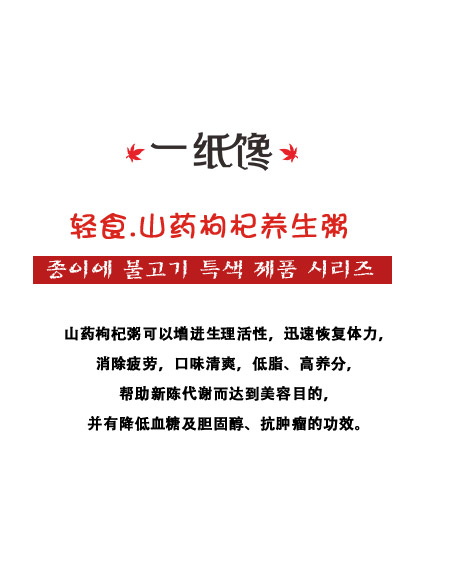 一纸馋
轻食.山药枸杞养生粥
종이에 불고기 특색 제품 시리즈
山药枸杞粥可以增进生理活性，迅速恢复体力，
消除疲劳，口味清爽，低脂、高养分，
帮助新陈代谢而达到美容目的，
并有降低血糖及胆固醇、抗肿瘤的功效。